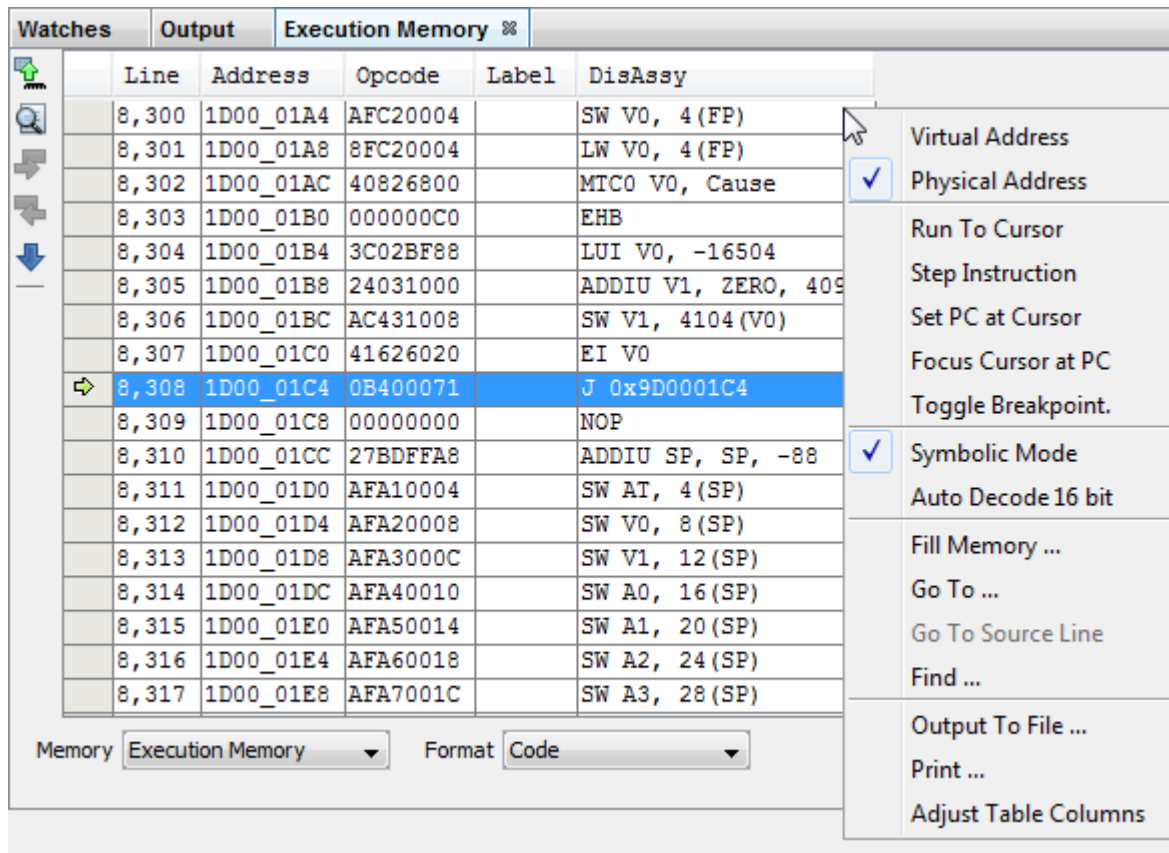 Watches Output Execution Memory
Line Address Opcode Label DisAssy
8,300 1D00_01A4 AFC20004 SW V0, 4(FP)
8,301 1D00_01A8 8FC20004 LW V0, 4(FP)
8,302 1D00_01AC 40826800 MTC0 V0, Cause
8,303 1D00_01B0 000000C0 EHB
8,304 1D00_01B4 3C02BF88 LUI V0, -16504
8,305 1D00_01B8 24031000 ADDIU V1, ZERO, 409
8,306 1D00_01BC AC431008 SW V1, 4104(V0)
8,307 1D00_01C0 41626020 EI V0
8,308 1D00_01C4 0B400071 J 0x9D0001C4
8,309 1D00_01C8 00000000 NOP
8,310 1D00_01CC 27BDFFA8 ADDIU SP, SP, -88
8,311 1D00_01D0 AFA10004 SW AT, 4(SP)
8,312 1D00_01D4 AFA20008 SW V0, 8(SP)
8,313 1D00_01D8 AFA3000C SW V1, 12(SP)
8,314 1D00_01DC AFA40010 SW A0, 16(SP)
8,315 1D00_01E0 AFA50014 SW A1, 20(SP)
8,316 1D00_01E4 AFA60018 SW A2, 24(SP)
8,317 1D00_01E8 AFA7001C SW A3, 28(SP)
Memory Execution Memory Format Code
Virtual Address
Physical Address
Run To Cursor
Step Instruction
Set PC at Cursor
Focus Cursor at PC
Toggle Breakpoint.
Symbolic Mode
Auto Decode 16 bit
Fill Memory ...
Go To ...
Go To Source Line
Find ...
Output To File ...
Print ...
Adjust Table Columns